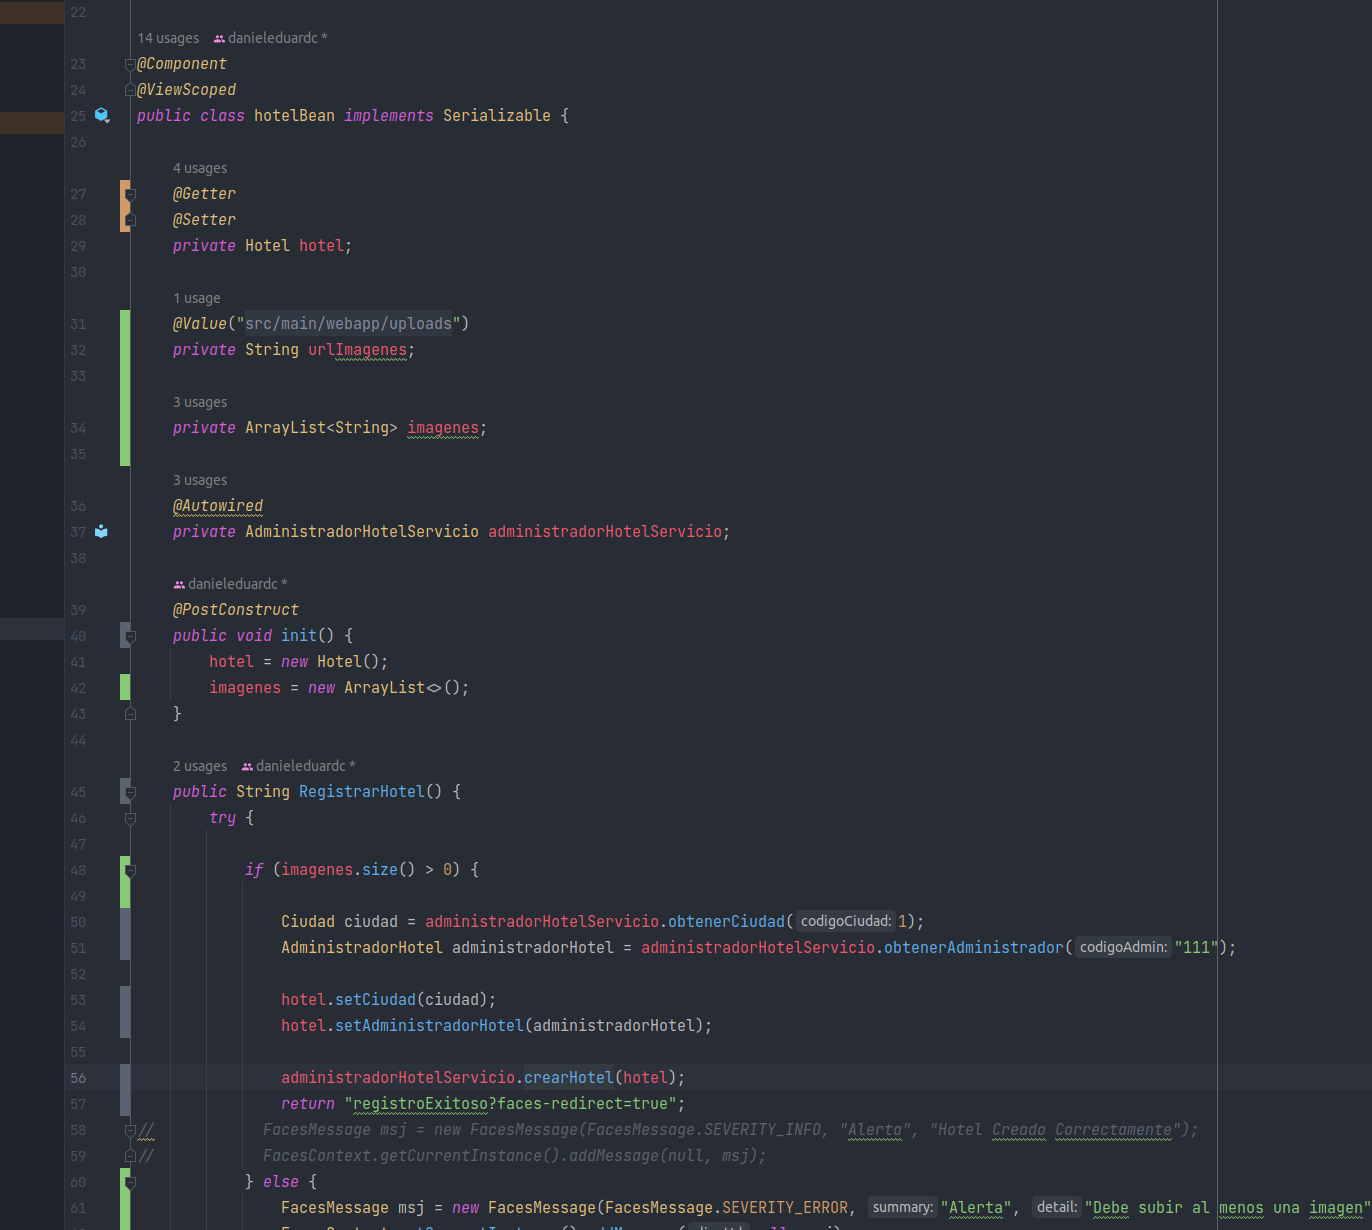 22
14 usages danieleduardc *
23 @Component
24 @ViewScoped
25 public class hotelBean implements Serializable {
26
4 usages
27 @Getter
28 @Setter
29 private Hotel hotel;
30
1 usage
31 @Value("src/main/webapp/uploads")
32 private String urlImagenes;
33
3 usages
34 private ArrayList<String> imagenes;
35
3 usages
36 @Autowired
37 private AdministradorHotelServicio administradorHotelServicio;
38
danieleduardc *
39 @PostConstruct
40 public void init() {
41 hotel = new Hotel();
42 imagenes = new ArrayList<>();
43 }
44
2 usages danieleduardc *
45 public String RegistrarHotel() {
46 try {
47
48 if (imagenes.size() > 0) {
49
50 Ciudad ciudad = administradorHotelServicio.obtenerCiudad( codigoCiudad: 1);
51 AdministradorHotel administradorHotel = administradorHotelServicio.obtenerAdministrador( codigoAdmin: "111");
52
53 hotel.setCiudad(ciudad);
54 hotel.setAdministradorHotel(administradorHotel);
55
56 administradorHotelServicio.crearHotel(hotel);
57 return "registroExitoso?faces-redirect=true";
58 // FacesMessage msj = new FacesMessage(FacesMessage.SEVERITY_INFO, "Alerta", "Hotel Creado Correctamente");
59 // FacesContext.getCurrentInstance().addMessage(null, msj);
60 } else {
61 FacesMessage msj = new FacesMessage(FacesMessage.SEVERITY_ERROR, summary: "Alerta", detail: "Debe subir al menos una imagen"